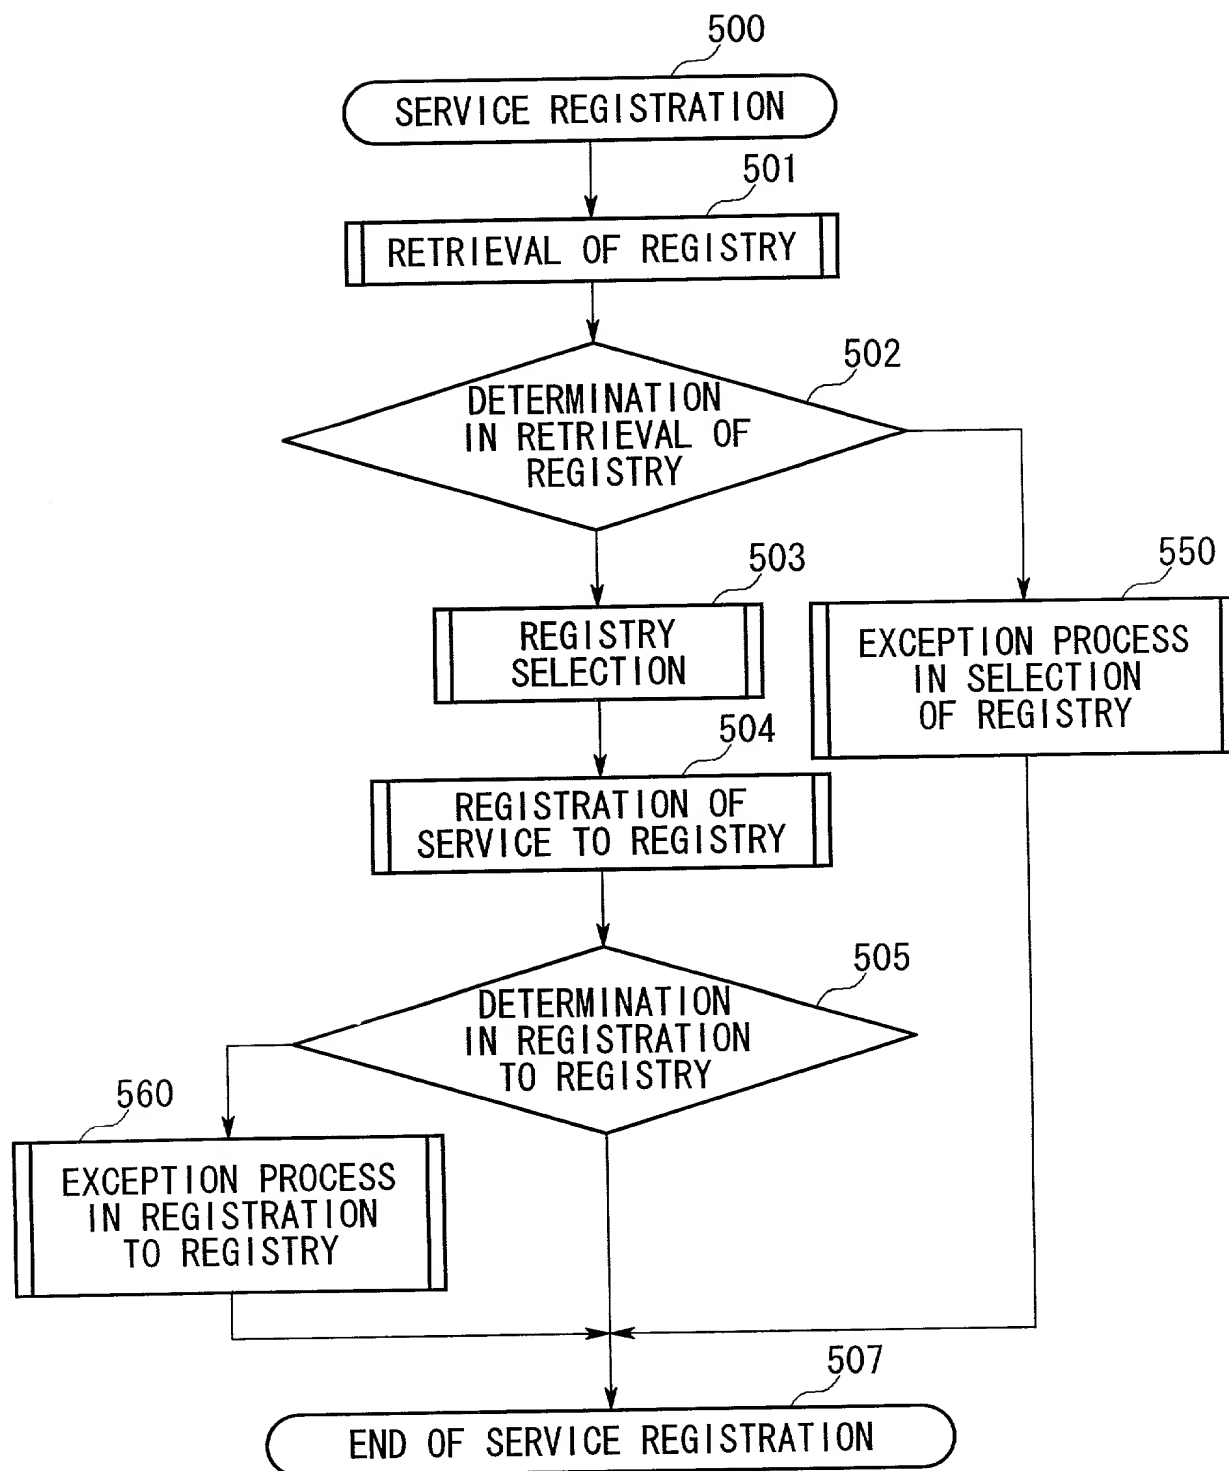 500
SERVICE REGISTRATION
501
RETRIEVAL OF REGISTRY
502
DETERMINATION
IN RETRIEVAL OF
REGISTRY
503
REGISTRY
SELECTION
550
EXCEPTION PROCESS
IN SELECTION
OF REGISTRY
504
REGISTRATION OF
SERVICE TO REGISTRY
505
DETERMINATION
IN REGISTRATION
TO REGISTRY
560
EXCEPTION PROCESS
IN REGISTRATION
TO REGISTRY
507
END OF SERVICE REGISTRATION